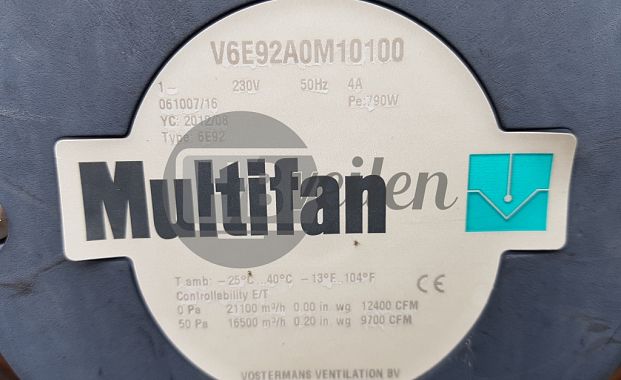 V6E92A0M10100
1~ 230V 50Hz 4A
061007/16 Pe:790W
YC: 2012/08
Type: 6E92
Multifan
T amb: -25°C ..40°C -13°F..104°F
Controllability E/T
0 Pa 21100 m³/h 0.00 in. wg 12400 CFM
50 Pa 16500 m³/h 0.20 in. wg 9700 CFM
CE
VOSTERMANS VENTILATION BV